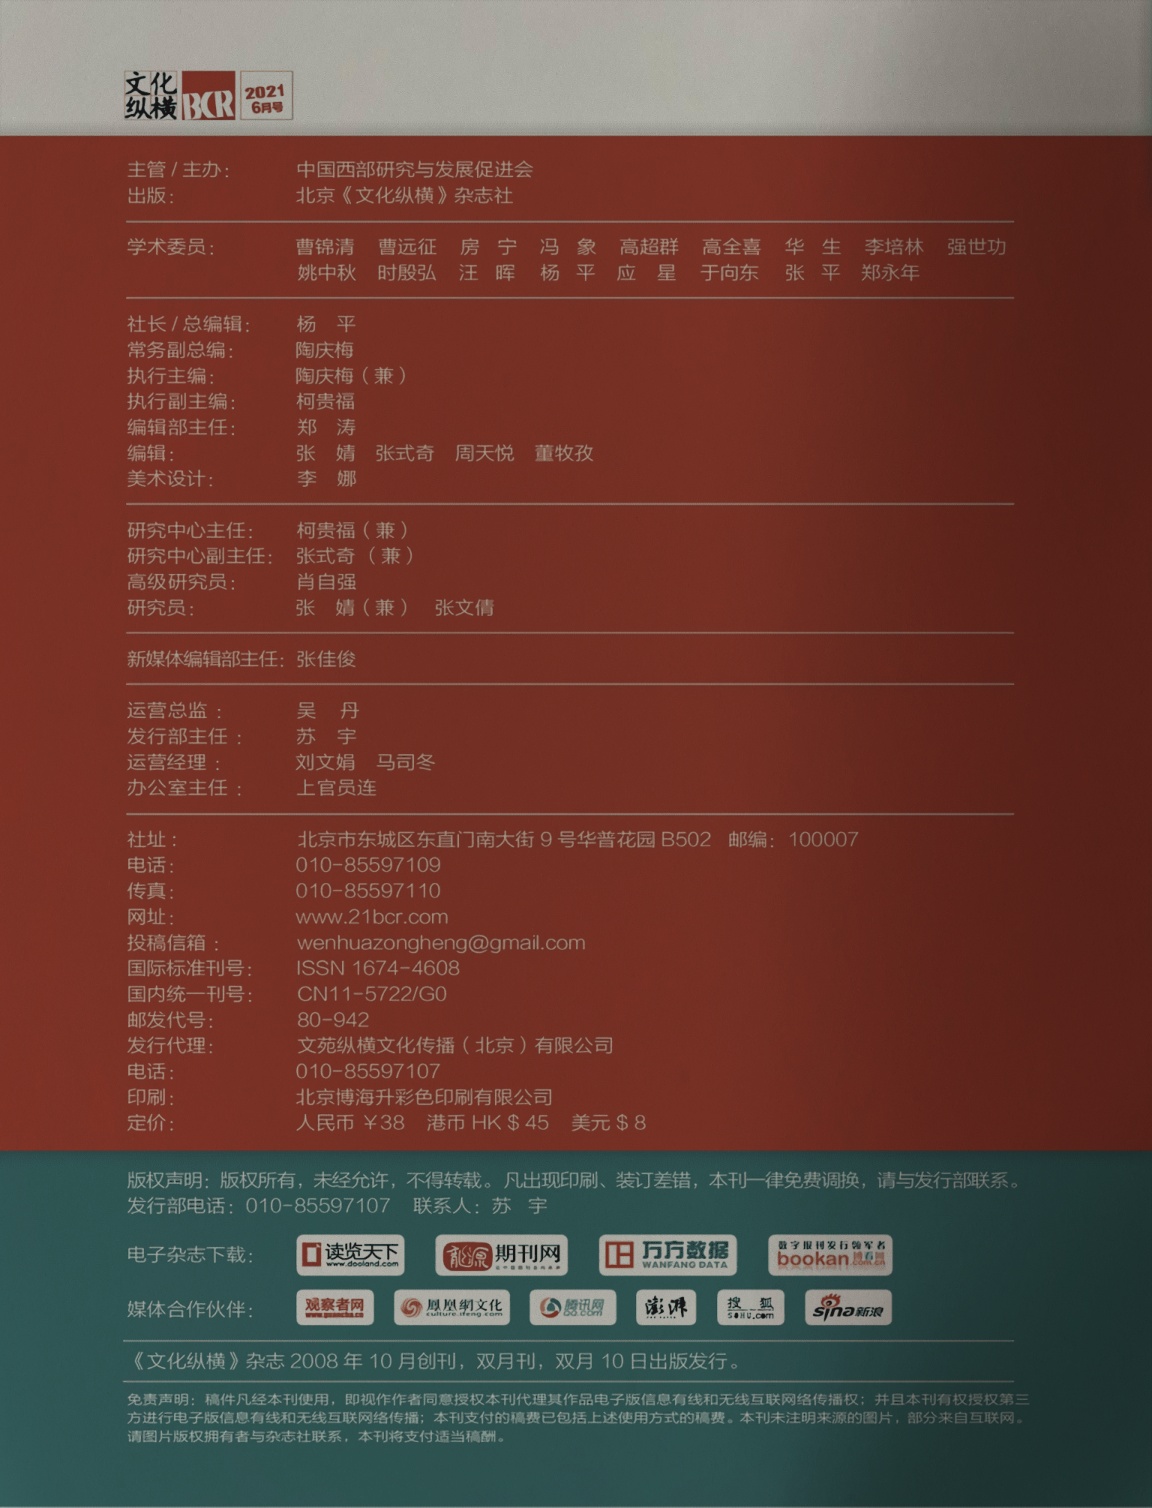 文化
纵横 BCR 2021
6月号
主管 / 主办： 中国西部研究与发展促进会
出版： 北京《文化纵横》杂志社
学术委员： 曹锦清 曹远征 房 宁 冯 象 高超群 高全喜 华 生 李培林 强世功
姚中秋 时殷弘 汪 晖 杨 平 应 星 于向东 张 平 郑永年
社长 / 总编辑： 杨 平
常务副总编： 陶庆梅
执行主编： 陶庆梅（兼）
执行副主编： 柯贵福
编辑部主任： 郑 涛
编辑： 张 婧 张式奇 周天悦 董牧孜
美术设计： 李 娜
研究中心主任： 柯贵福（兼）
研究中心副主任： 张式奇（兼）
高级研究员： 肖自强
研究员： 张 婧（兼） 张文倩
新媒体编辑部主任： 张佳俊
运营总监： 吴 丹
发行部主任： 苏 宇
运营经理： 刘文娟 马司冬
办公室主任： 上官员连
社址： 北京市东城区东直门南大街 9 号华普花园 B502 邮编：100007
电话： 010-85597109
传真： 010-85597110
网址： www.21bcr.com
投稿信箱： wenhuazongheng@gmail.com
国际标准刊号： ISSN 1674-4608
国内统一刊号： CN11-5722/G0
邮发代号： 80-942
发行代理： 文苑纵横文化传播（北京）有限公司
电话： 010-85597107
印刷： 北京博海升彩色印刷有限公司
定价： 人民币 ￥38 港币 HK $ 45 美元 $ 8
版权声明：版权所有，未经允许，不得转载。凡出现印刷、装订差错，本刊一律免费调换，请与发行部联系。
发行部电话：010-85597107 联系人：苏 宇
电子杂志下载： 读览天下 www.dooland.com 龙源期刊网 万方数据 WANFANG DATA 数字报刊发行领军者 bookan .com.cn
媒体合作伙伴： 观察者网 www.guancha.cn 鳳凰網文化 culture.ifeng.com 腾讯网 QQ.com 澎湃 搜狐 SOHU.com sina新浪
《文化纵横》杂志 2008 年 10 月创刊，双月刊，双月 10 日出版发行。
免责声明：稿件凡经本刊使用，即视作作者同意授权本刊代理其作品电子版信息有线和无线互联网络传播权；并且本刊有权授权第三
方进行电子版信息有线和无线互联网络传播；本刊支付的稿费已包括上述使用方式的稿费。本刊未注明来源的图片，部分来自互联网。
请图片版权拥有者与杂志社联系，本刊将支付适当稿酬。